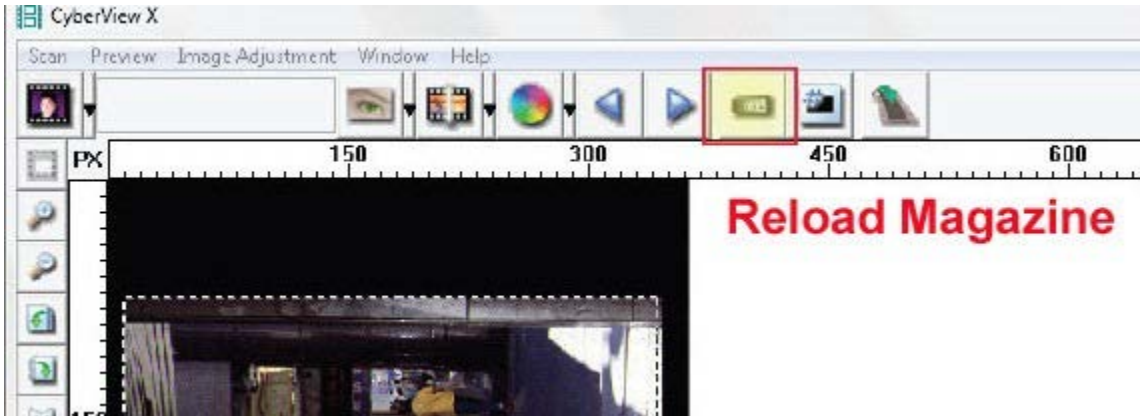 CyberView X
Scan Preview Image Adjustment Window Help
PX 150 300 450 600
Reload Magazine